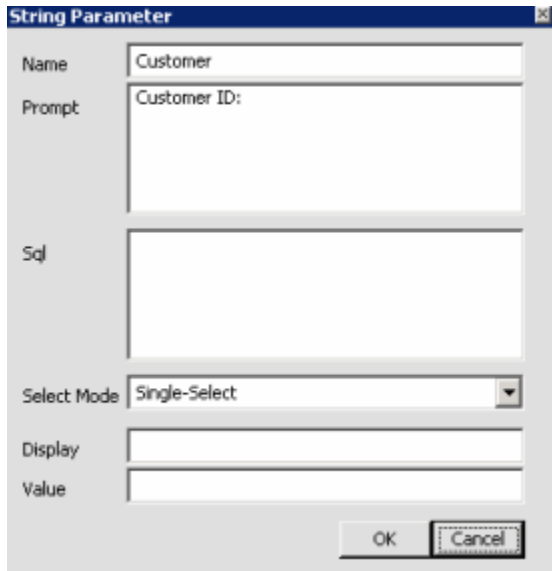 String Parameter
Name Customer
Prompt Customer ID:
Sql
Select Mode Single-Select
Display
Value
OK Cancel